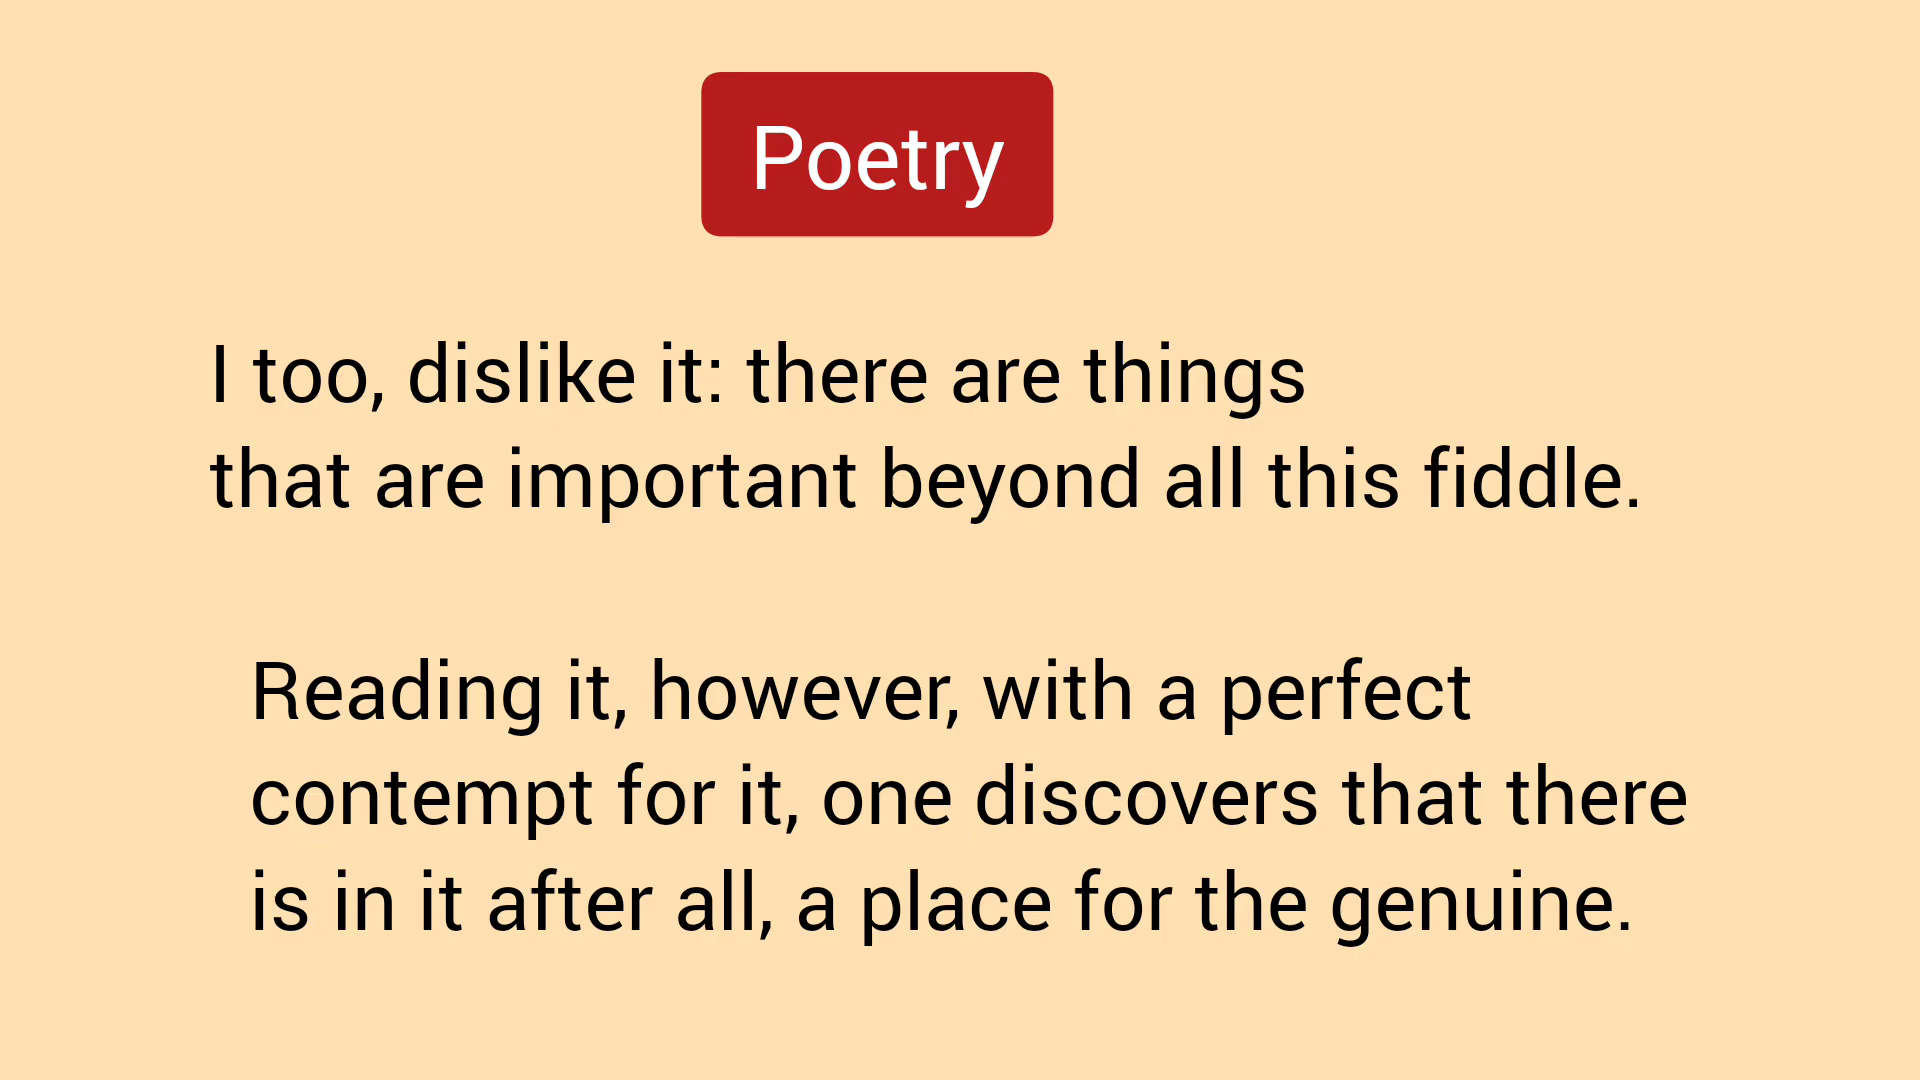 Poetry
I too, dislike it: there are things
that are important beyond all this fiddle.
Reading it, however, with a perfect
contempt for it, one discovers that there
is in it after all, a place for the genuine.